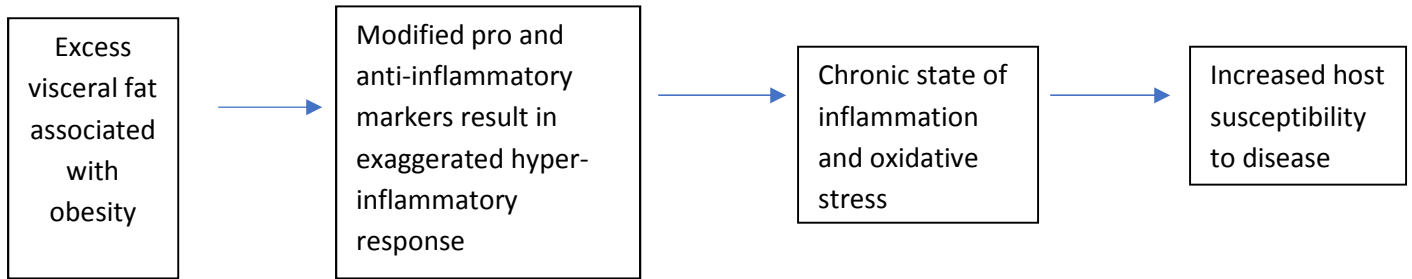 Excess
visceral fat
associated
with
obesity
Modified pro and
anti-inflammatory
markers result in
exaggerated hyper-
inflammatory
response
Chronic state of
inflammation
and oxidative
stress
Increased host
susceptibility
to disease